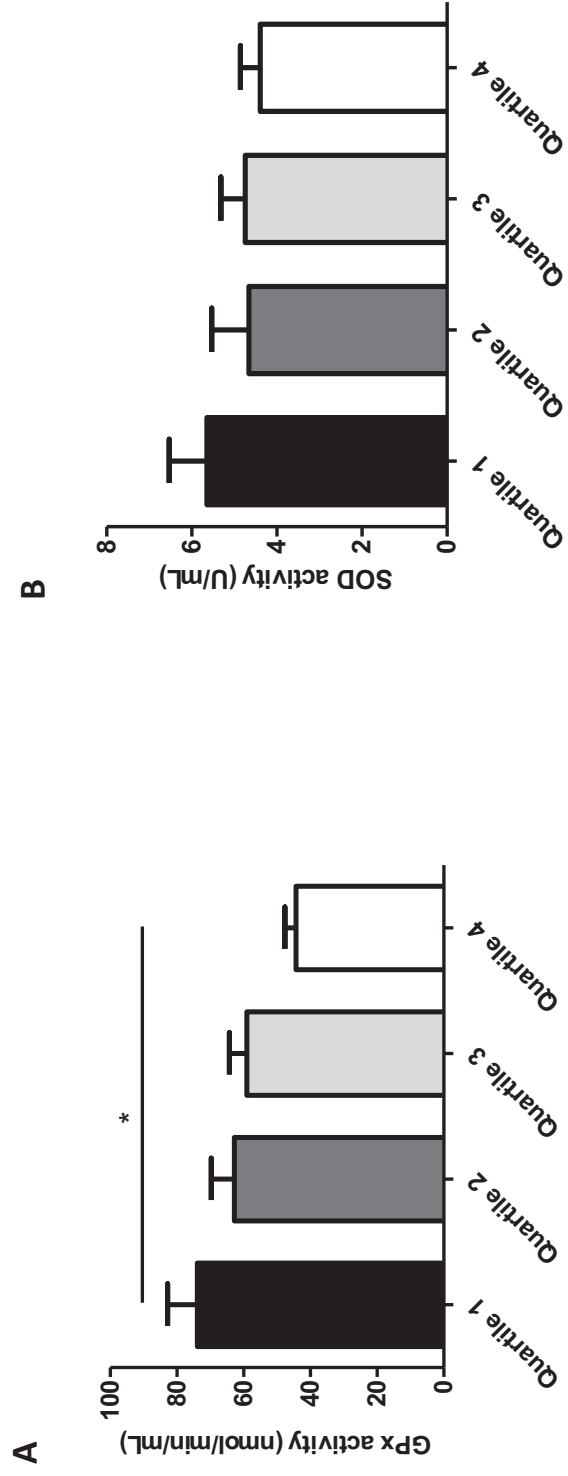 A
GPx activity (nmol/min/mL)
100
80
60
40
20
0
*
Quartile 1
Quartile 2
Quartile 3
Quartile 4
B
SOD activity (U/mL)
8
6
4
2
0
Quartile 1
Quartile 2
Quartile 3
Quartile 4